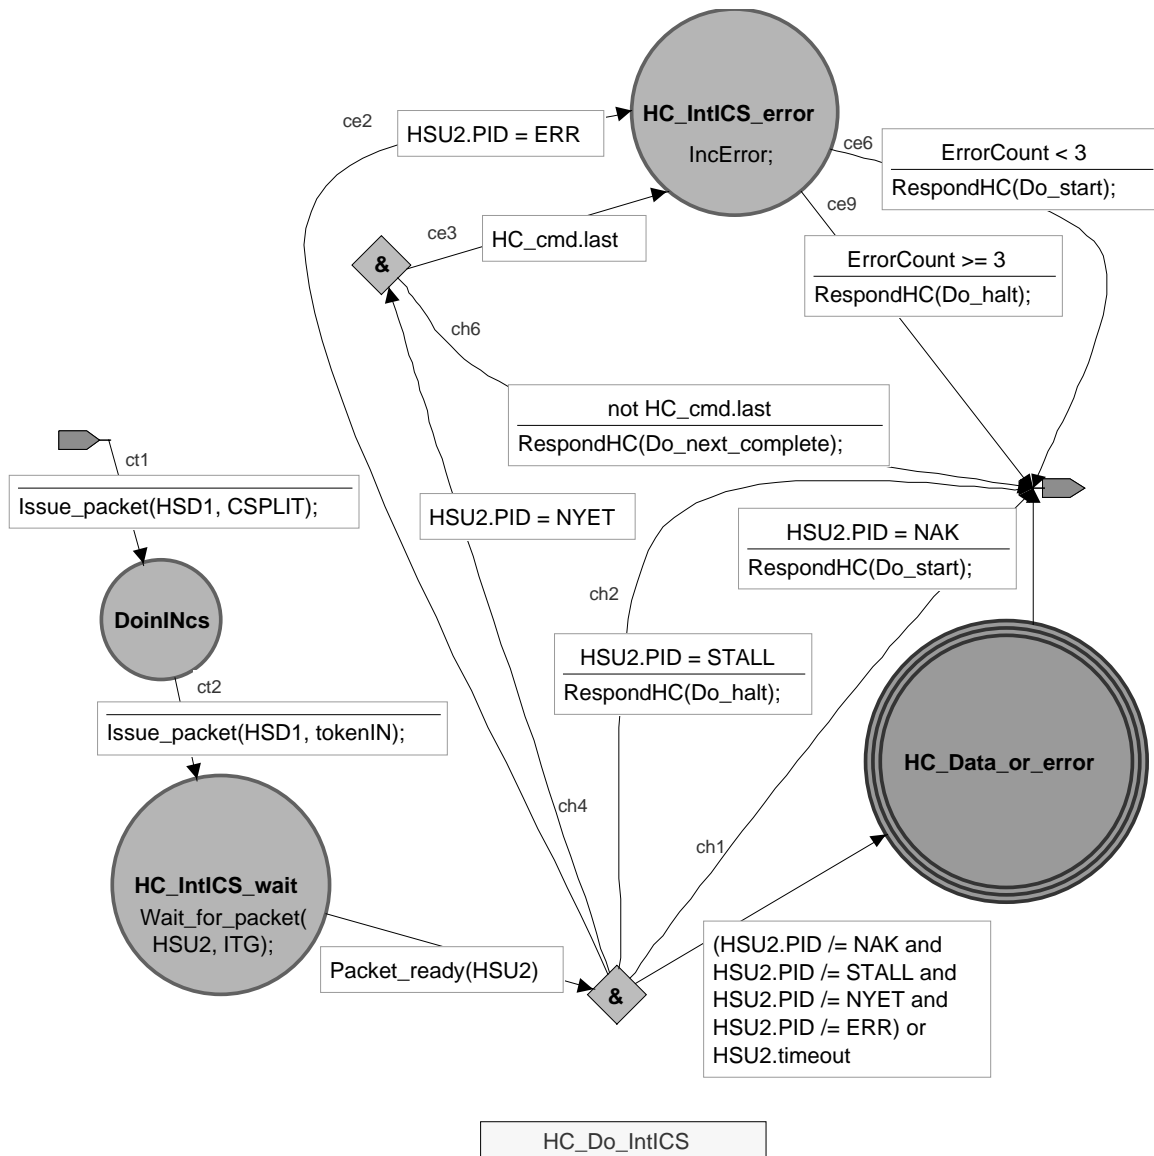 HC_IntICS_error
IncError;
ce2
HSU2.PID = ERR
ce6
ErrorCount < 3
RespondHC(Do_start);
ce9
ce3
HC_cmd.last
&
ErrorCount >= 3
RespondHC(Do_halt);
ch6
not HC_cmd.last
RespondHC(Do_next_complete);
ct1
Issue_packet(HSD1, CSPLIT);
HSU2.PID = NYET
HSU2.PID = NAK
RespondHC(Do_start);
ch2
DoinINcs
HSU2.PID = STALL
RespondHC(Do_halt);
ct2
Issue_packet(HSD1, tokenIN);
HC_Data_or_error
ch4
ch1
HC_IntICS_wait
Wait_for_packet(
HSU2, ITG);
Packet_ready(HSU2)
&
(HSU2.PID /= NAK and
HSU2.PID /= STALL and
HSU2.PID /= NYET and
HSU2.PID /= ERR) or
HSU2.timeout
HC_Do_IntICS